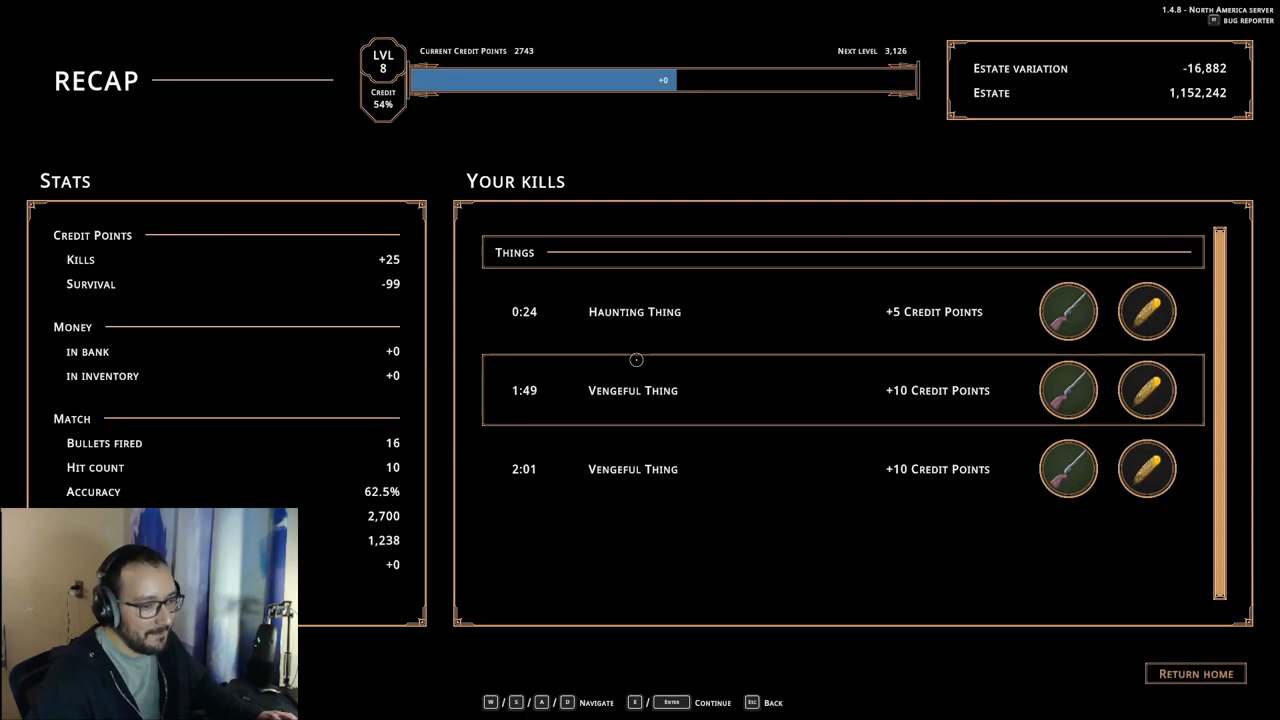 1.4.8 - North America server
BUG REPORTER
RECAP
LVL
8
Credit
54%
Current Credit Points 2743
Next level 3,126
+0
Estate variation -16,882
Estate 1,152,242
Stats
Your kills
Credit Points
Kills +25
Survival -99
Money
in bank +0
in inventory +0
Match
Bullets fired 16
Hit count 10
Accuracy 62.5%
2,700
1,238
+0
Things
0:24 Haunting Thing +5 Credit Points
1:49 Vengeful Thing +10 Credit Points
2:01 Vengeful Thing +10 Credit Points
Return home
W / S / A / D Navigate E / Enter Continue Esc Back